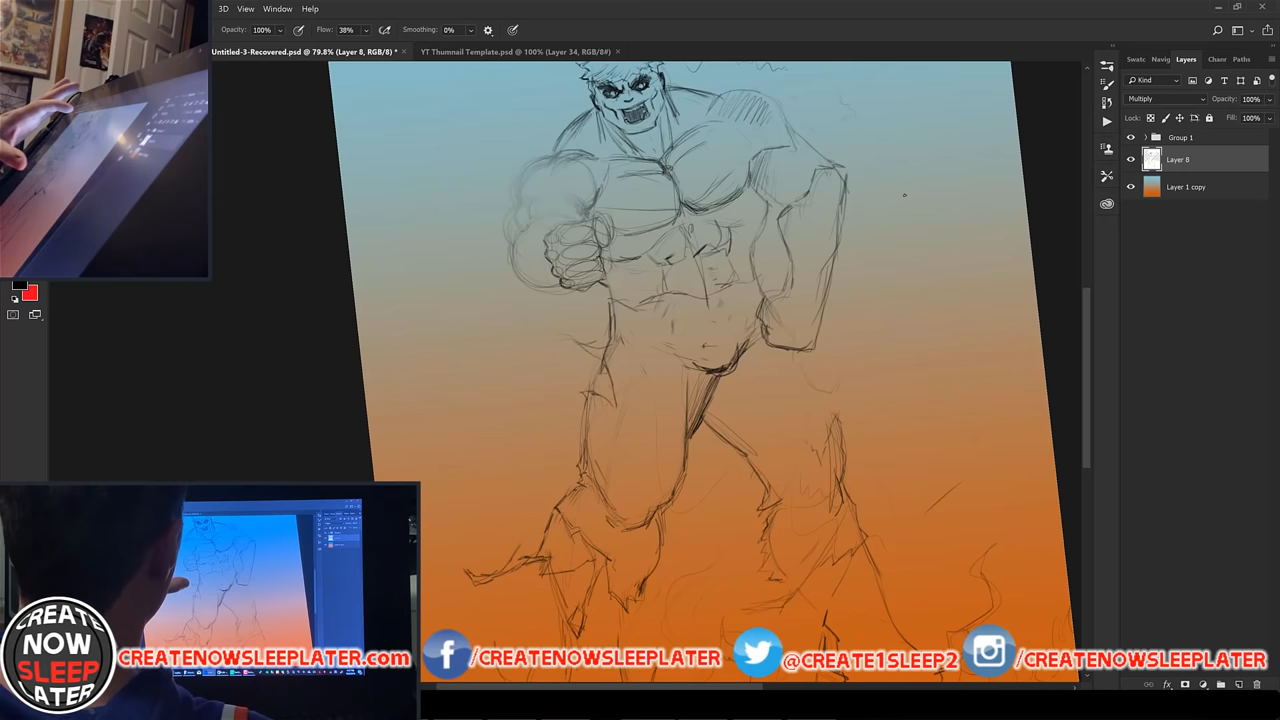 3D View Window Help
Opacity: 100% Flow: 38% Smoothing: 0%
Untitled-3-Recovered.psd @ 79.8% (Layer 8, RGB/8) * × YT Thumnail Template.psd @ 100% (Layer 34, RGB/8#) ×
Swatc Navig Layers Chanr Paths
Kind
Multiply Opacity: 100%
Lock: Fill: 100%
Group 1
Layer 8
Layer 1 copy
CREATE
NOW
SLEEP
LATER
CREATENOWSLEEPLATER.com
/CREATENOWSLEEPLATER
@CREATE1SLEEP2
/CREATENOWSLEEPLATER